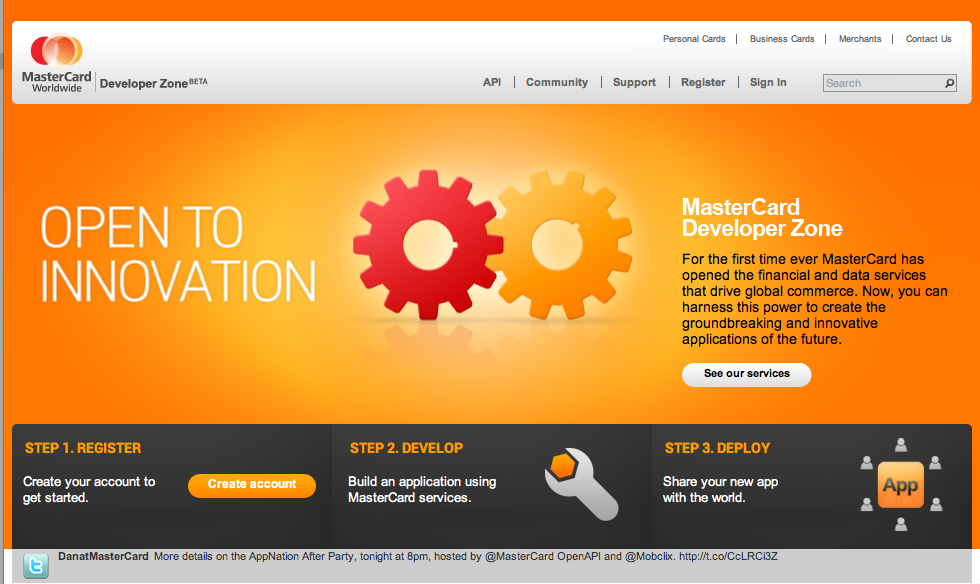 Personal Cards | Business Cards | Merchants | Contact Us
MasterCard
Worldwide
Developer Zone BETA
API | Community | Support | Register | Sign In
Search
OPEN TO
INNOVATION
MasterCard
Developer Zone
For the first time ever MasterCard has
opened the financial and data services
that drive global commerce. Now, you can
harness this power to create the
groundbreaking and innovative
applications of the future.
See our services
STEP 1. REGISTER
Create your account to
get started.
Create account
STEP 2. DEVELOP
Build an application using
MasterCard services.
STEP 3. DEPLOY
Share your new app
with the world.
App
t
DanatMasterCard More details on the AppNation After Party, tonight at 8pm, hosted by @MasterCard OpenAPI and @Mobclix. http://t.co/CcLRCi3Z